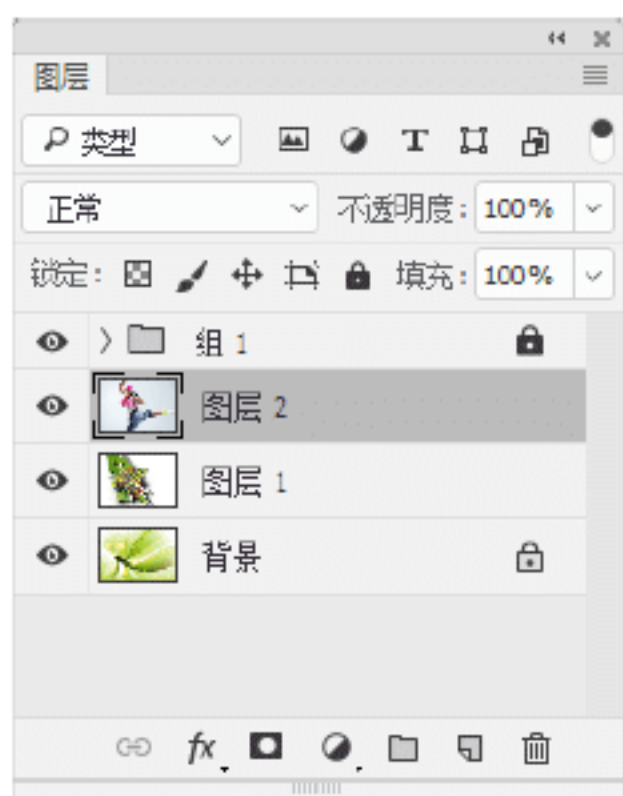 图层
类型
正常 不透明度: 100%
锁定: 填充: 100%
组 1
图层 2
图层 1
背景
fx